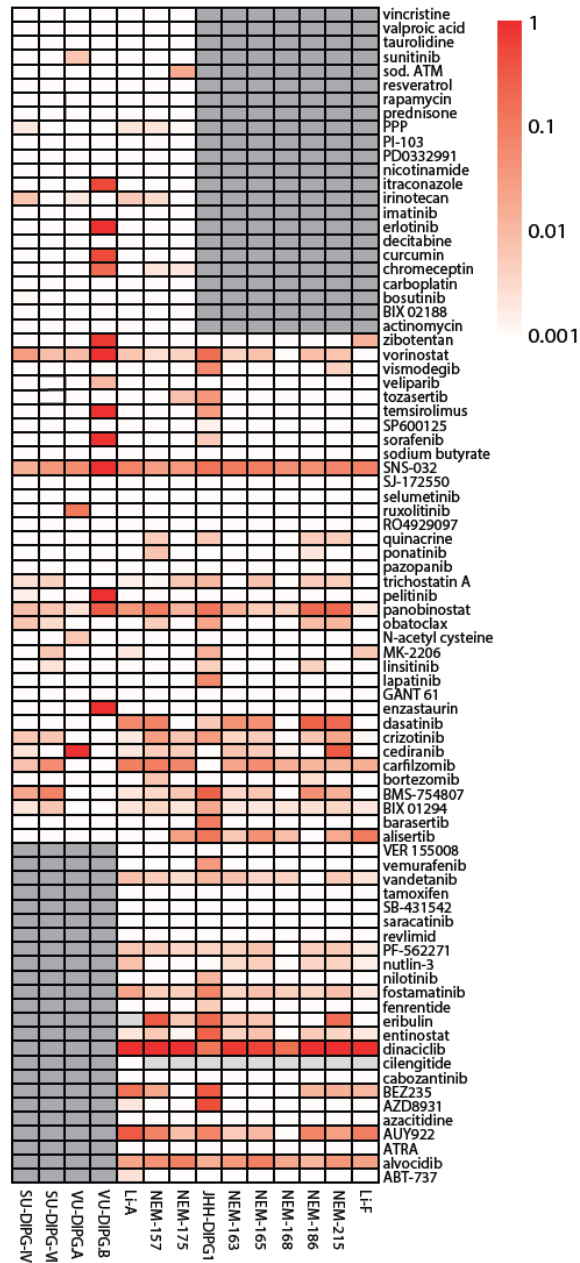 vincristine
valproic acid
taurolidine
sunitinib
sod. ATM
resveratrol
rapamycin
prednisone
PPP
PI-103
PD0332991
nicotinamide
itraconazole
irinotecan
imatinib
erlotinib
decitabine
curcumin
chromeceptin
carboplatin
bosutinib
BIX 02188
actinomycin
zibotentan
vorinostat
vismodegib
veliparib
tozasertib
temsirolimus
SP600125
sorafenib
sodium butyrate
SNS-032
SJ-172550
selumetinib
ruxolitinib
RO4929097
quinacrine
ponatinib
pazopanib
trichostatin A
pelitinib
panobinostat
obatoclax
N-acetyl cysteine
MK-2206
linsitinib
lapatinib
GANT 61
enzastaurin
dasatinib
crizotinib
cediranib
carfilzomib
bortezomib
BMS-754807
BIX 01294
barasertib
alisertib
VER 155008
vemurafenib
vandetanib
tamoxifen
SB-431542
saracatinib
revlimid
PF-562271
nutlin-3
nilotinib
fostamatinib
fenrentide
eribulin
entinostat
dinaciclib
cilengitide
cabozantinib
BEZ235
AZD8931
azacitidine
AUY922
ATRA
alvocidib
ABT-737
1
0.1
0.01
0.001
SU-DIPG-IV
SU-DIPG-VI
VU-DIPG.A
VU-DIPG.B
Li-A
NEM-157
NEM-175
JHH-DIPG1
NEM-163
NEM-165
NEM-168
NEM-186
NEM-215
Li-F